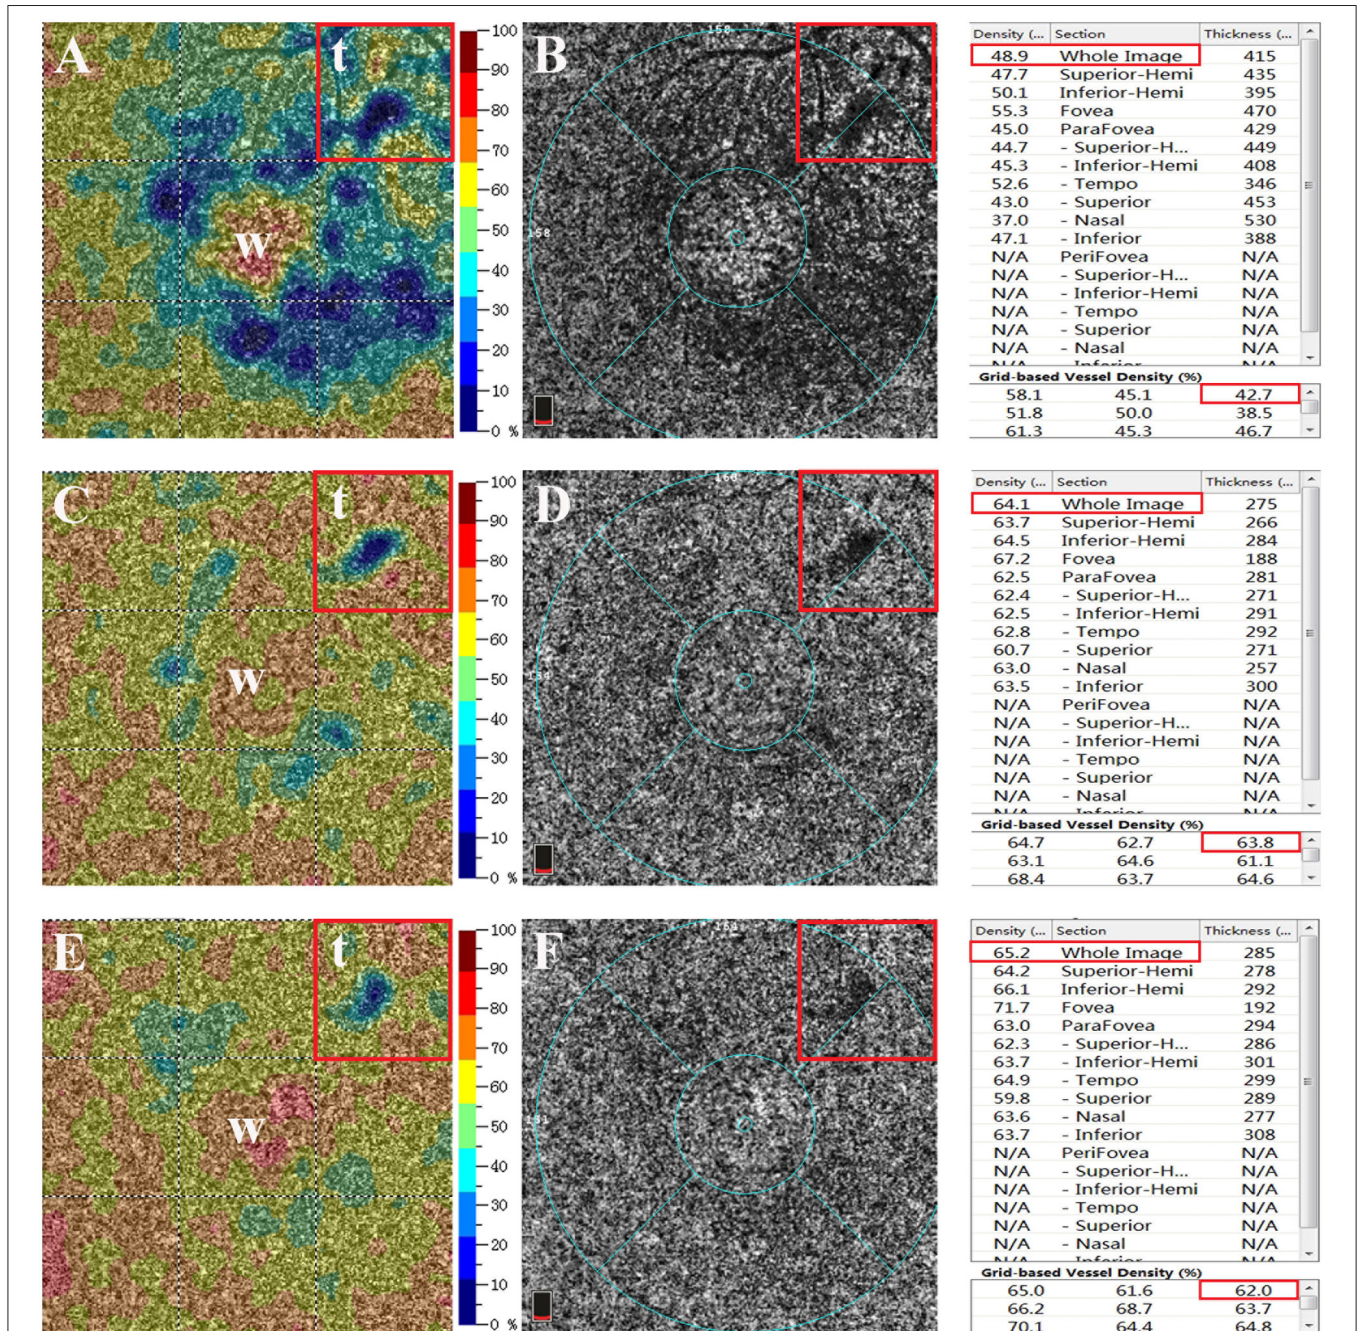 A
t
w
100
90
80
70
60
50
40
30
20
10
0 %
B
158
158
Density (... Section Thickness (...
48.9 Whole Image 415
47.7 Superior-Hemi 435
50.1 Inferior-Hemi 395
55.3 Fovea 470
45.0 ParaFovea 429
44.7 - Superior-H... 449
45.3 - Inferior-Hemi 408
52.6 - Tempo 346
43.0 - Superior 453
37.0 - Nasal 530
47.1 - Inferior 388
N/A PeriFovea N/A
N/A - Superior-H... N/A
N/A - Inferior-Hemi N/A
N/A - Tempo N/A
N/A - Superior N/A
N/A - Nasal N/A
N/A - Inferior N/A
Grid-based Vessel Density (%)
58.1 45.1 42.7
51.8 50.0 38.5
61.3 45.3 46.7
C
t
w
100
90
80
70
60
50
40
30
20
10
0 %
D
160
Density (... Section Thickness (...
64.1 Whole Image 275
63.7 Superior-Hemi 266
64.5 Inferior-Hemi 284
67.2 Fovea 188
62.5 ParaFovea 281
62.4 - Superior-H... 271
62.5 - Inferior-Hemi 291
62.8 - Tempo 292
60.7 - Superior 271
63.0 - Nasal 257
63.5 - Inferior 300
N/A PeriFovea N/A
N/A - Superior-H... N/A
N/A - Inferior-Hemi N/A
N/A - Tempo N/A
N/A - Superior N/A
N/A - Nasal N/A
N/A - Inferior N/A
Grid-based Vessel Density (%)
64.7 62.7 63.8
63.1 64.6 61.1
68.4 63.7 64.6
E
t
w
100
90
80
70
60
50
40
30
20
10
0 %
F
Density (... Section Thickness (...
65.2 Whole Image 285
64.2 Superior-Hemi 278
66.1 Inferior-Hemi 292
71.7 Fovea 192
63.0 ParaFovea 294
62.3 - Superior-H... 286
63.7 - Inferior-Hemi 301
64.9 - Tempo 299
59.8 - Superior 289
63.6 - Nasal 277
63.7 - Inferior 308
N/A PeriFovea N/A
N/A - Superior-H... N/A
N/A - Inferior-Hemi N/A
N/A - Tempo N/A
N/A - Superior N/A
N/A - Nasal N/A
N/A - Inferior N/A
Grid-based Vessel Density (%)
65.0 61.6 62.0
66.2 68.7 63.7
70.1 64.4 64.8